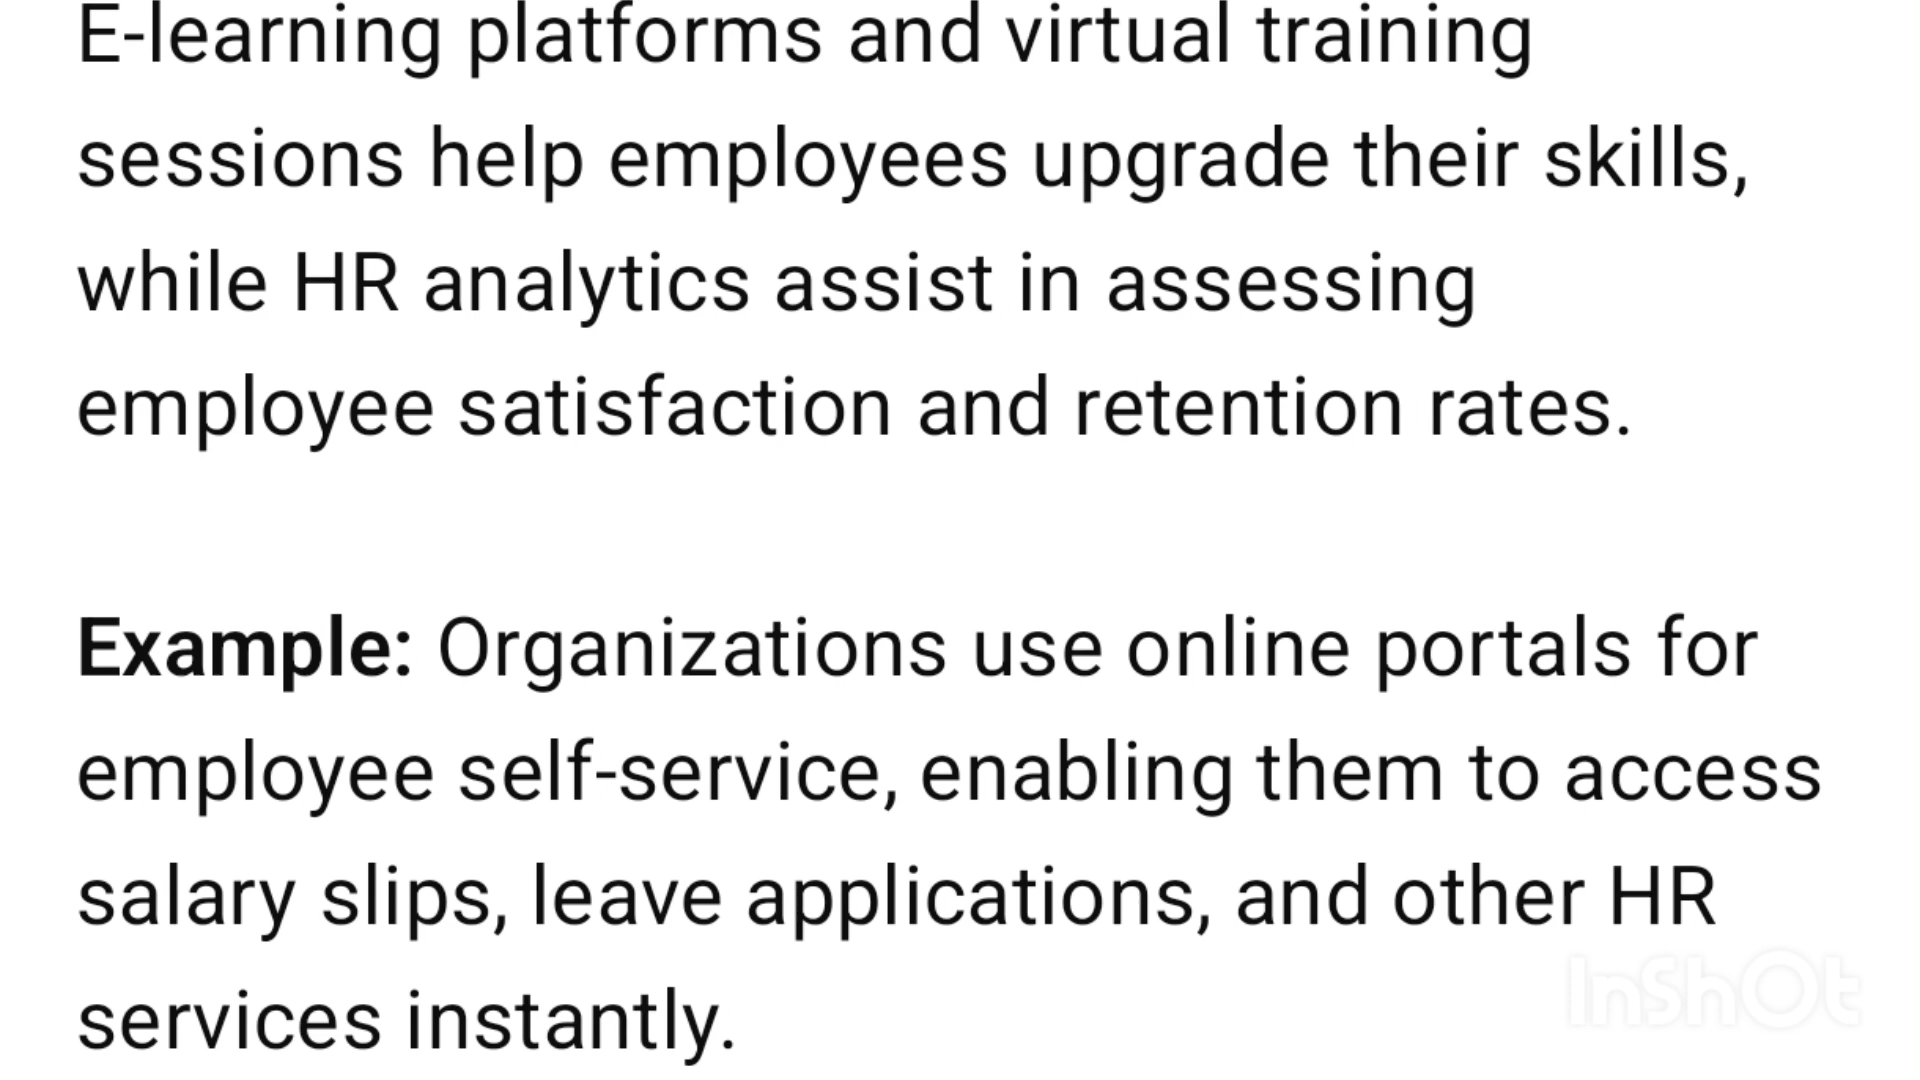 E-learning platforms and virtual training
sessions help employees upgrade their skills,
while HR analytics assist in assessing
employee satisfaction and retention rates.
Example: Organizations use online portals for
employee self-service, enabling them to access
salary slips, leave applications, and other HR
services instantly.
InShOt